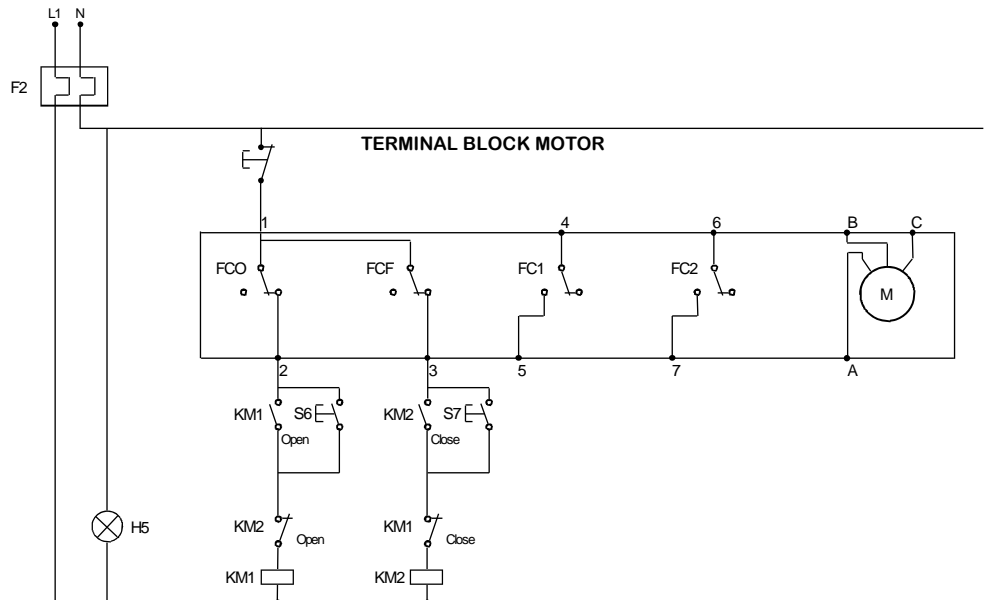 L1 N
F2
TERMINAL BLOCK MOTOR
1 4 6 B C
FCO FCF FC1 FC2 M
2 3 5 7 A
KM1 S6 KM2 S7
Open Close
H5 KM2 KM1
Open Close
KM1 KM2